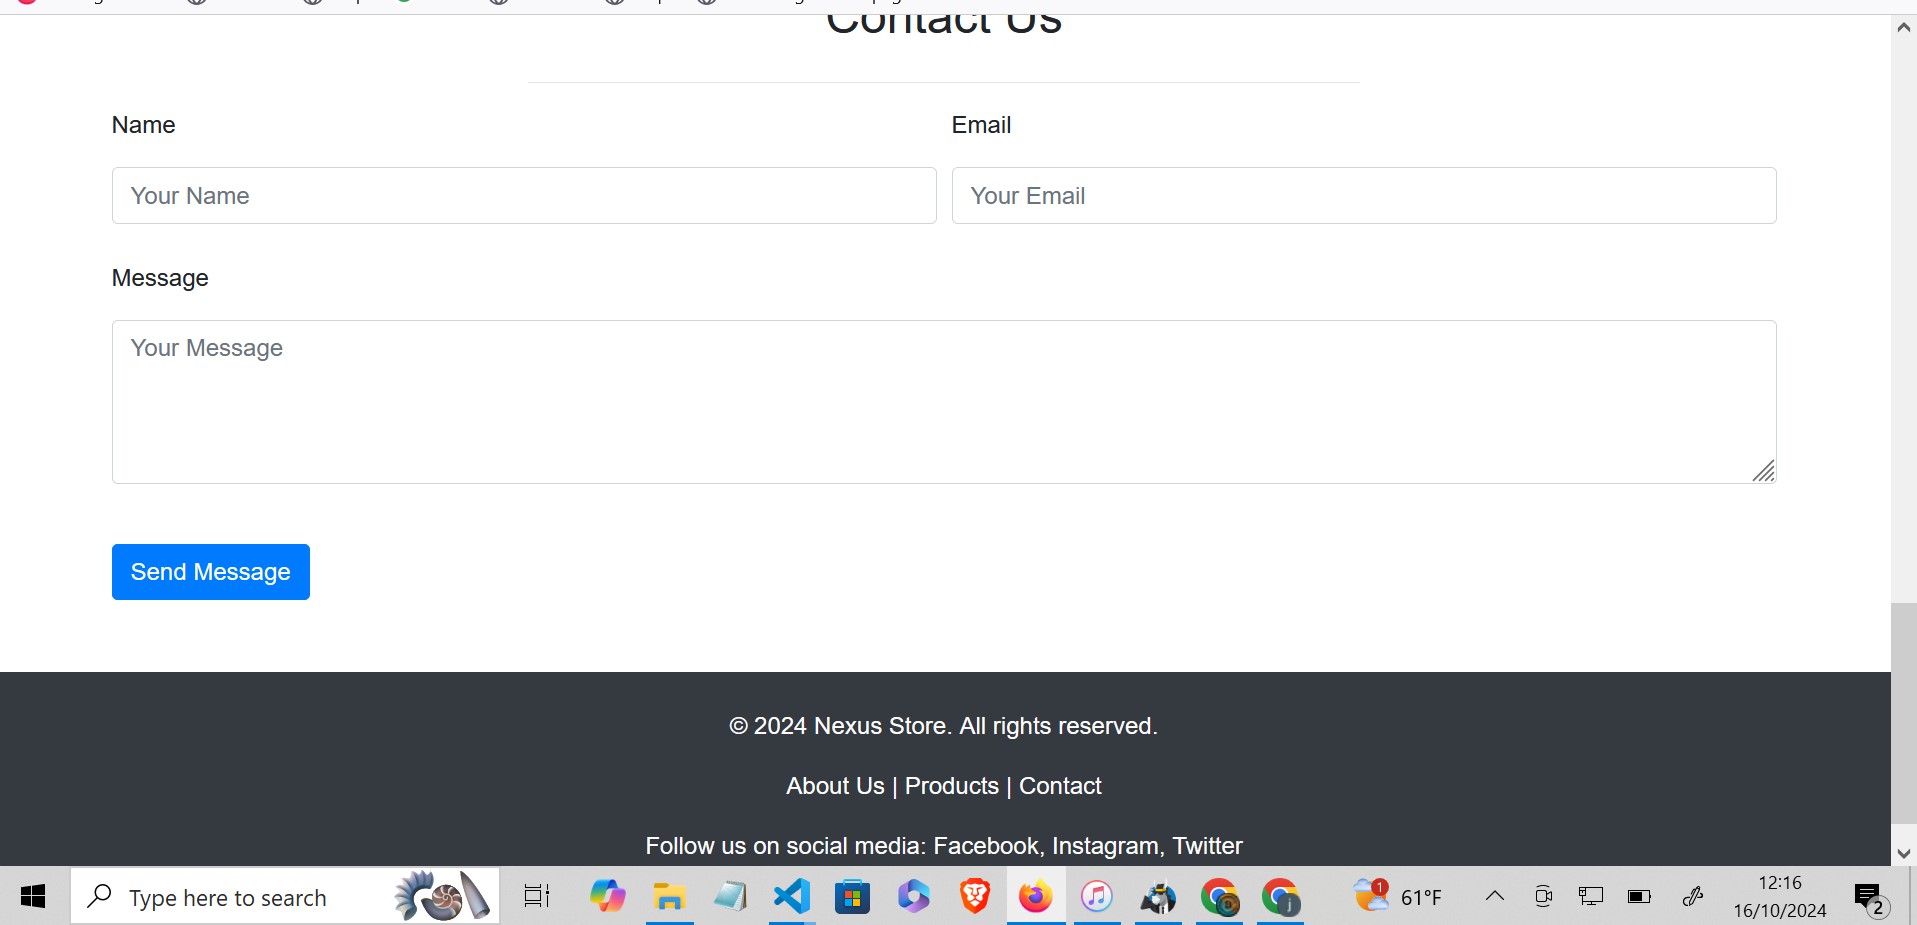 Contact Us
Name
Email
Your Name
Your Email
Message
Your Message
Send Message
© 2024 Nexus Store. All rights reserved.
About Us | Products | Contact
Follow us on social media: Facebook, Instagram, Twitter
Type here to search
1
61°F
12:16
16/10/2024
2